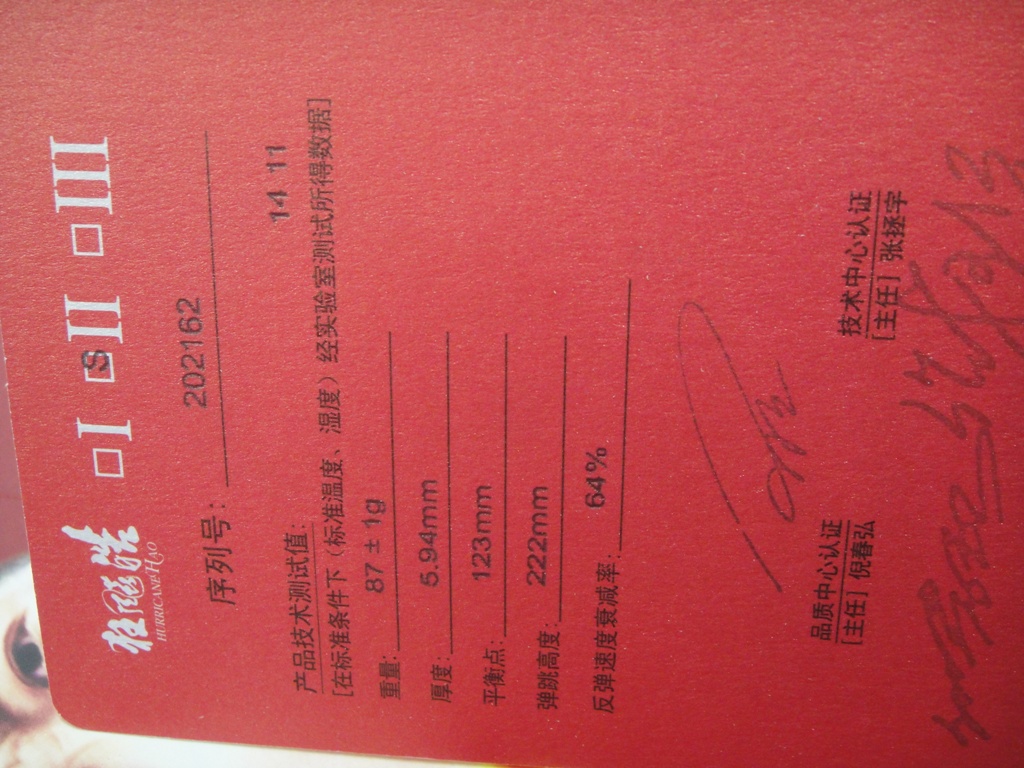 狂飚皓 □I S□II □III
HURRICANE HAO
序列号: 202162
14 11
产品技术测试值:
[在标准条件下(标准温度、湿度)经实验室测试所得数据]
重量: 87 ± 1g
厚度: 5.94mm
平衡点: 123mm
弹跳高度: 222mm
反弹速度衰减率: 64%
品质中心认证 技术中心认证
[主任] 倪春弘 [主任] 张拯宇